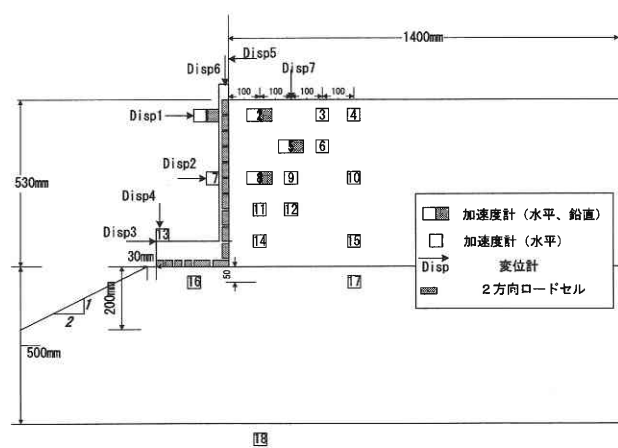 1400mm
Disp5
Disp6
Disp7
100 100 100 100
Disp1
2 3 4
5 6
Disp2
7 8 9 10
530mm
Disp4
11 12
13
Disp3
14 15
30mm
50
16 17
200mm
1
2
500mm
18
加速度計(水平、鉛直)
加速度計(水平)
Disp 変位計
2方向ロードセル